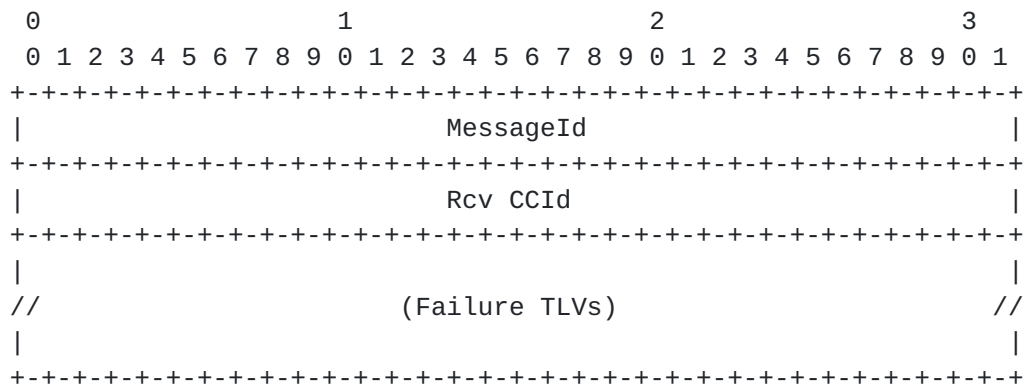 0                   1                   2                   3
 0 1 2 3 4 5 6 7 8 9 0 1 2 3 4 5 6 7 8 9 0 1 2 3 4 5 6 7 8 9 0 1
+-+-+-+-+-+-+-+-+-+-+-+-+-+-+-+-+-+-+-+-+-+-+-+-+-+-+-+-+-+-+-+-+
|                           MessageId                           |
+-+-+-+-+-+-+-+-+-+-+-+-+-+-+-+-+-+-+-+-+-+-+-+-+-+-+-+-+-+-+-+-+
|                           Rcv CCId                            |
+-+-+-+-+-+-+-+-+-+-+-+-+-+-+-+-+-+-+-+-+-+-+-+-+-+-+-+-+-+-+-+-+
|                                                               |
//                       (Failure TLVs)                        //
|                                                               |
+-+-+-+-+-+-+-+-+-+-+-+-+-+-+-+-+-+-+-+-+-+-+-+-+-+-+-+-+-+-+-+-+